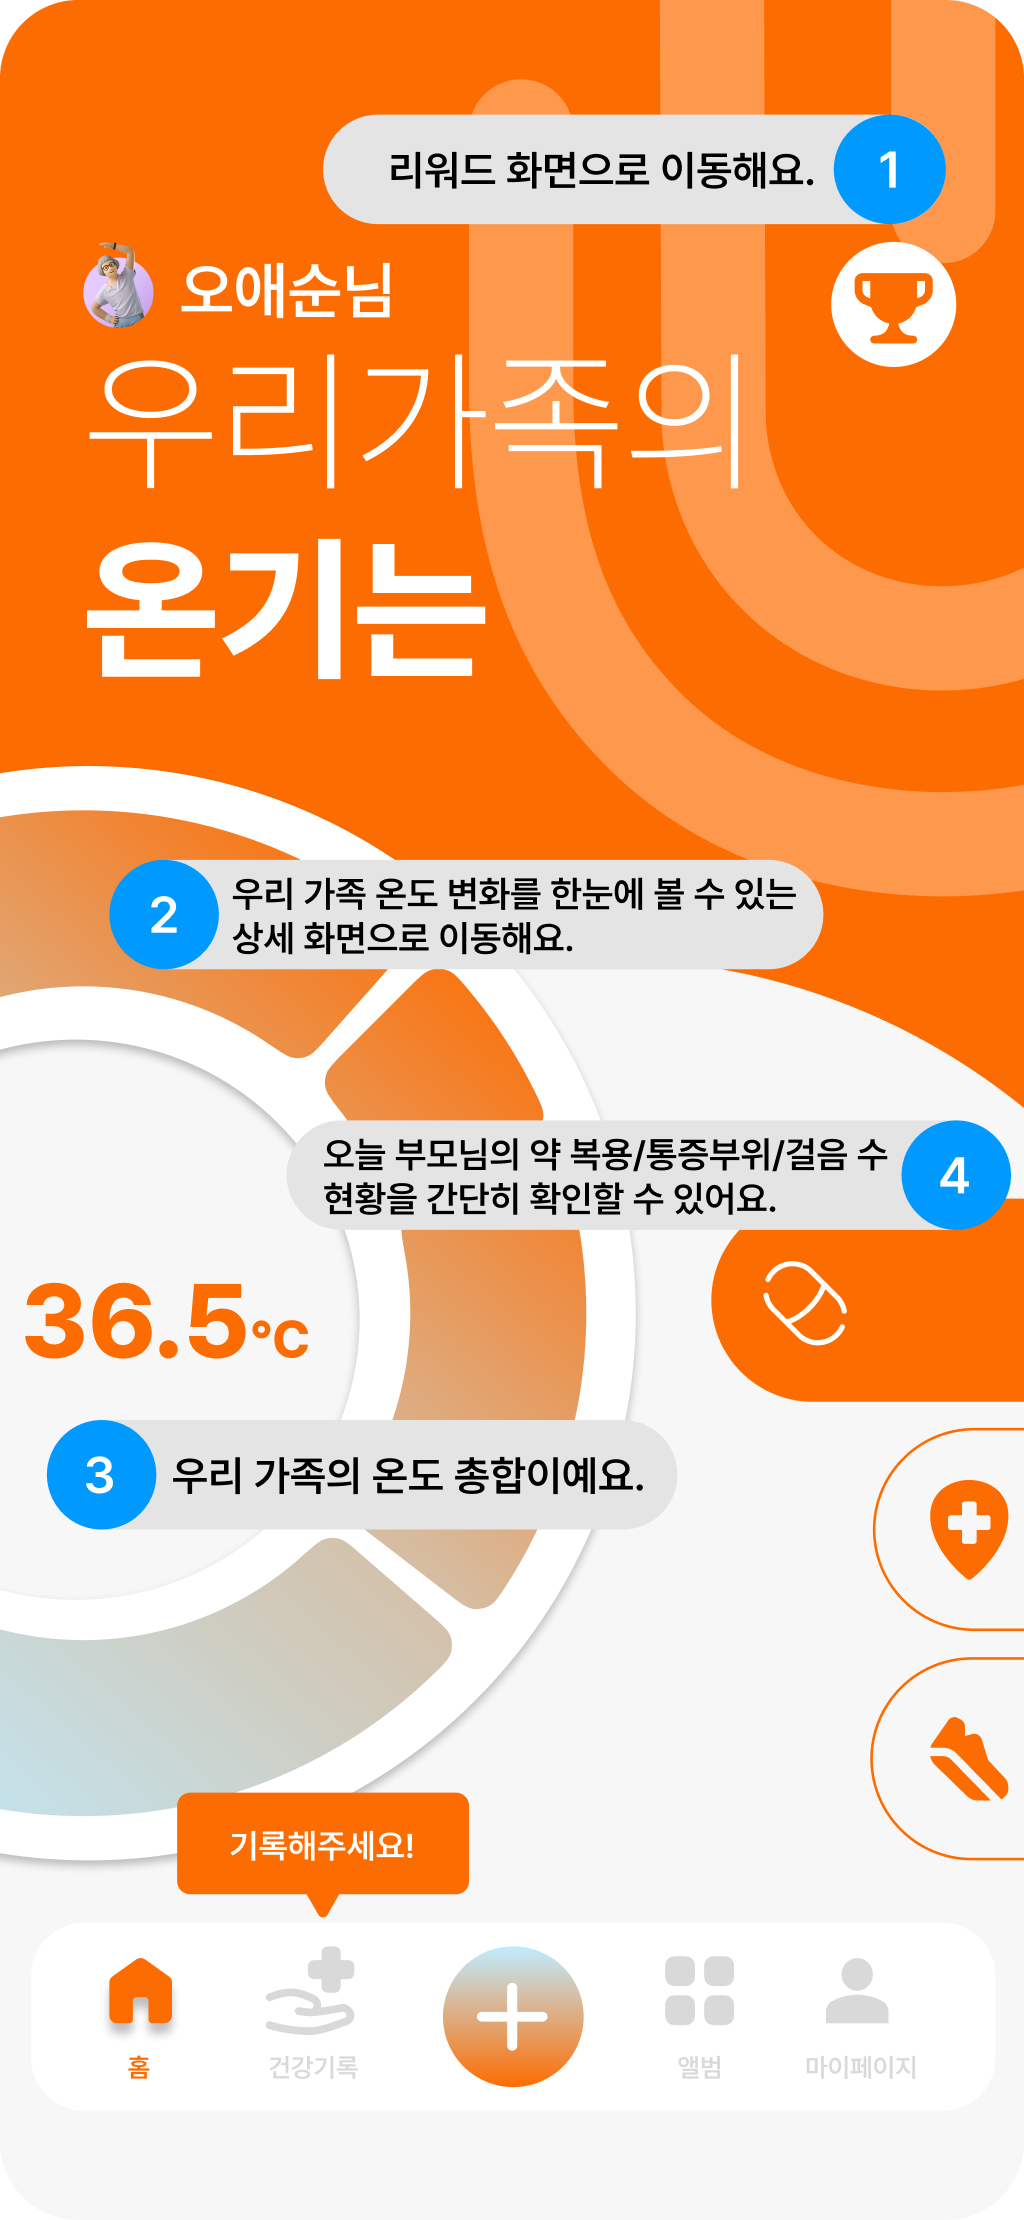 리워드 화면으로 이동해요.
1
오애순님
우리가족의
온기는
2
우리 가족 온도 변화를 한눈에 볼 수 있는
상세 화면으로 이동해요.
오늘 부모님의 약 복용/통증부위/걸음 수
현황을 간단히 확인할 수 있어요.
4
36.5°C
3
우리 가족의 온도 총합이예요.
기록해주세요!
홈
건강기록
앨범
마이페이지